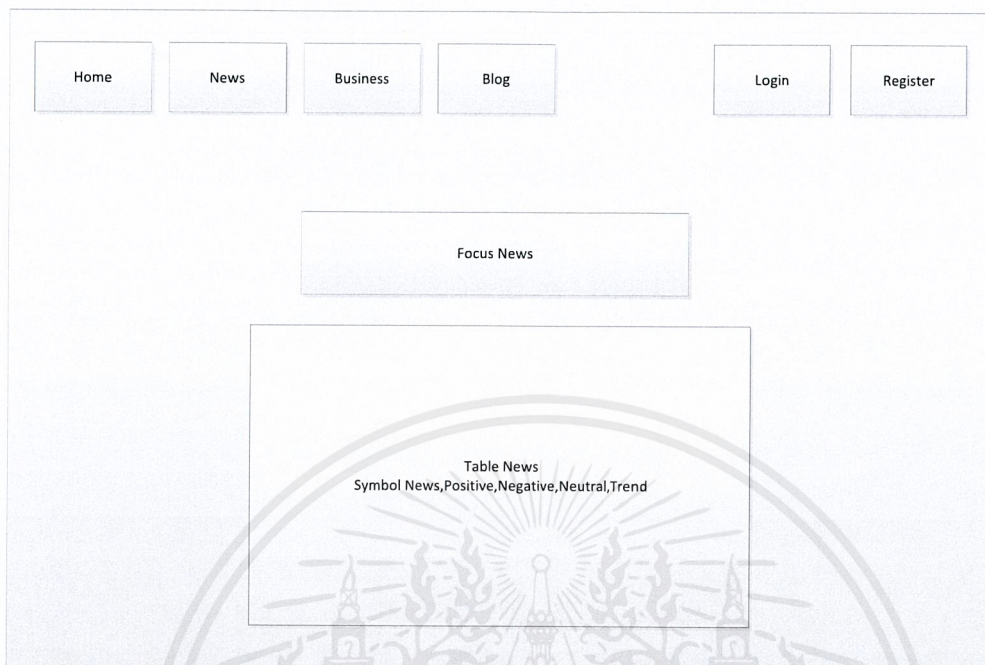 Home
News
Business
Blog
Login
Register
Focus News
Table News
Symbol News,Positive,Negative,Neutral,Trend